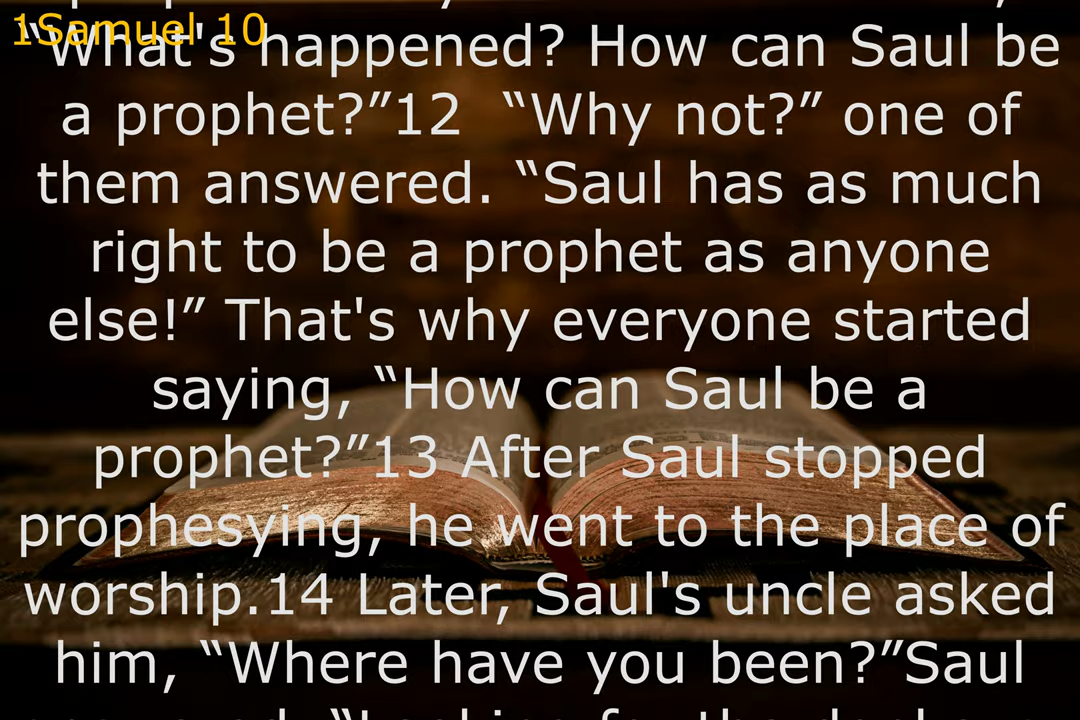 1Samuel 10
“What's happened? How can Saul be
a prophet?”12 “Why not?” one of
them answered. “Saul has as much
right to be a prophet as anyone
else!” That's why everyone started
saying, “How can Saul be a
prophet?”13 After Saul stopped
prophesying, he went to the place of
worship.14 Later, Saul's uncle asked
him, “Where have you been?”Saul